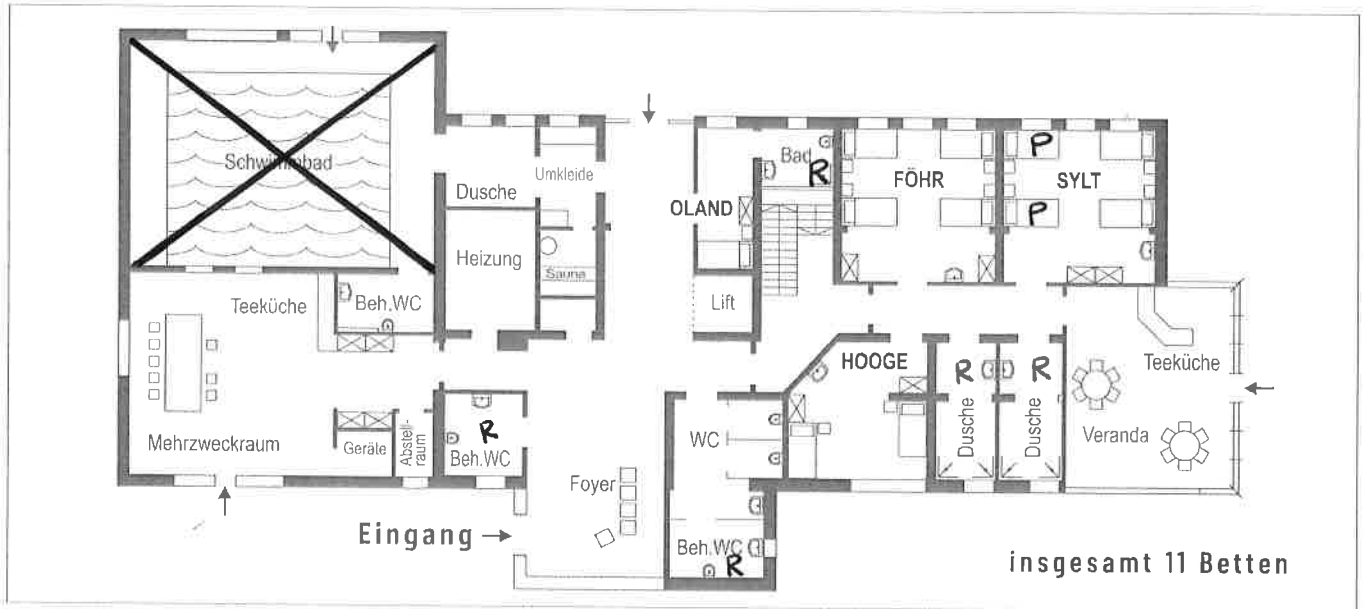 Schwimmbad
Dusche
Umkleide
Heizung
Sauna
OLAND
Bad
R
FÖHR
P
SYLT
P
Lift
Teeküche
Beh.WC
Mehrzweckraum
Geräte
Abstell-
raum
R
Beh.WC
Foyer
Eingang
WC
Beh.WC
R
HOOGE
R
Dusche
R
Dusche
Teeküche
Veranda
insgesamt 11 Betten